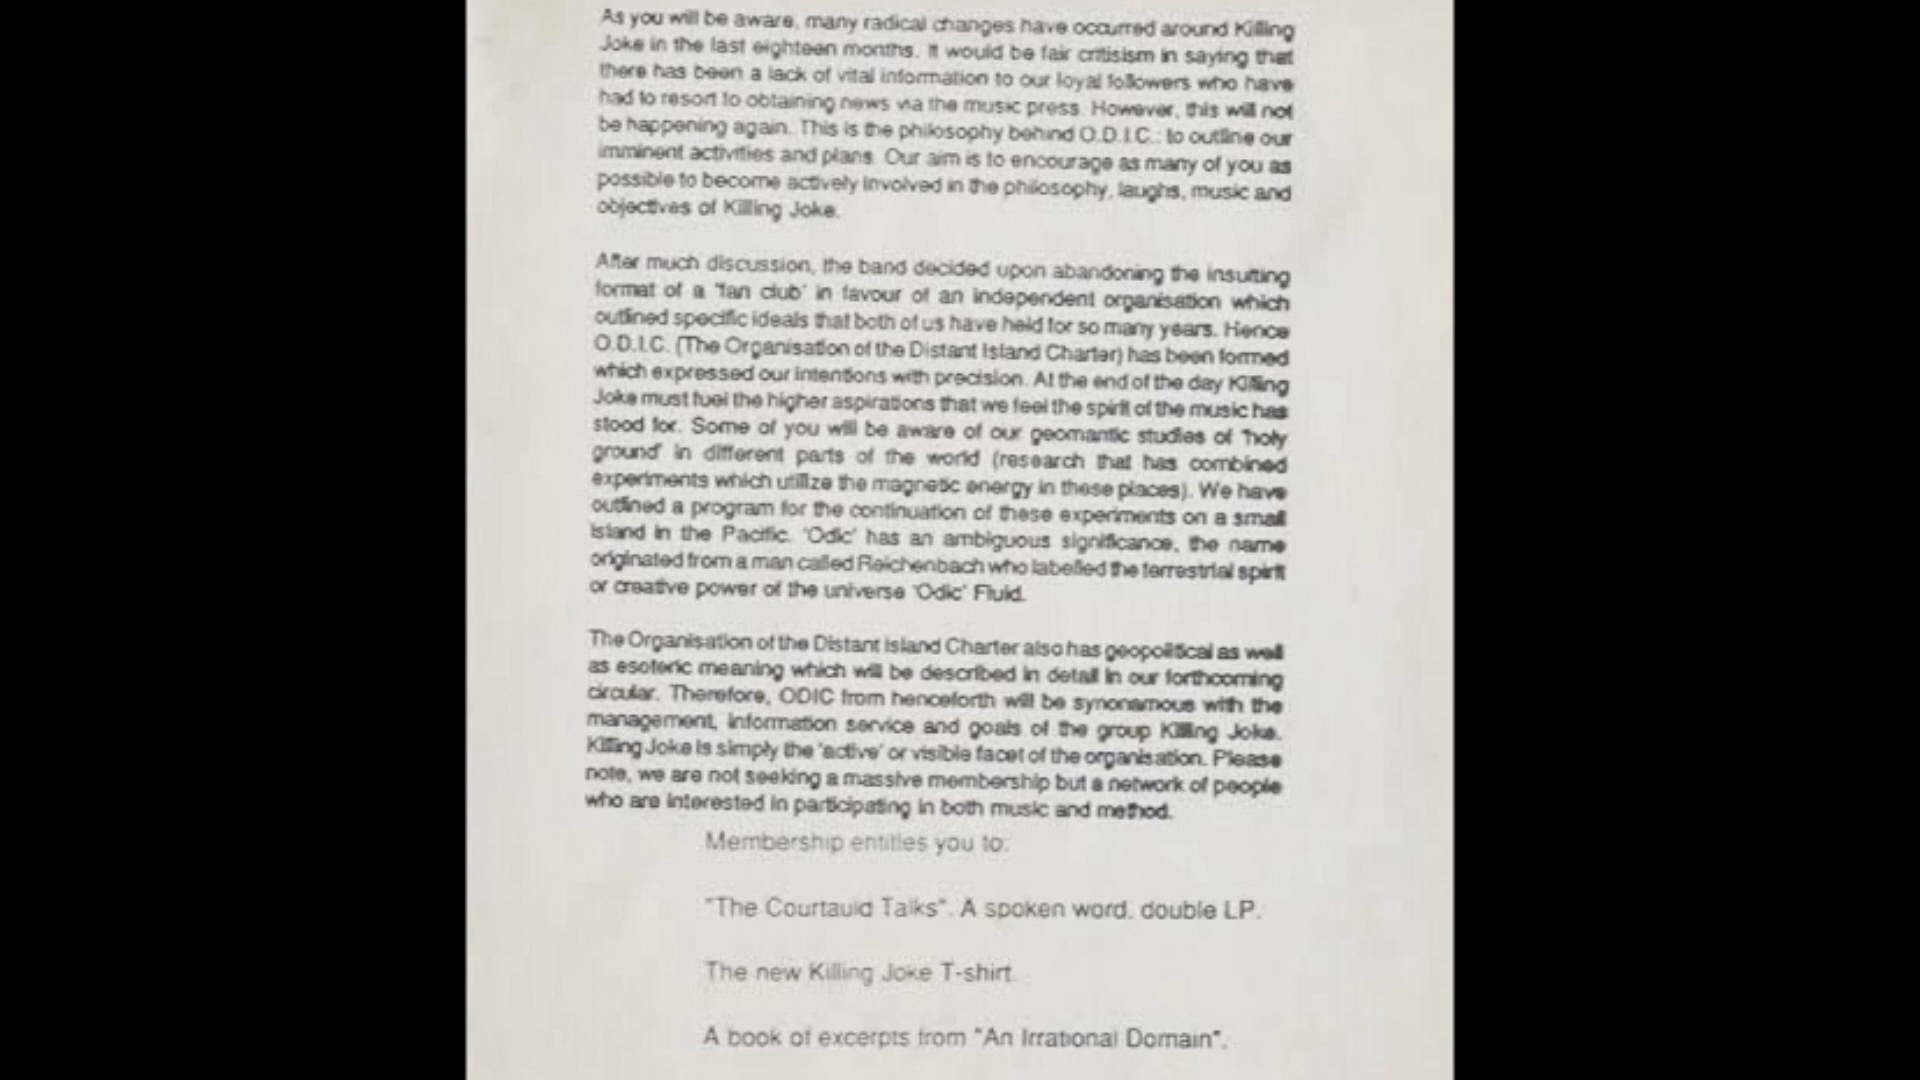 As you will be aware, many radical changes have occurred around Killing
Joke in the last eighteen months. It would be fair critisism in saying that
there has been a lack of vital information to our loyal followers who have
had to resort to obtaining news via the music press. However, this will not
be happening again. This is the philosophy behind O.D.I.C.: to outline our
imminent activities and plans. Our aim is to encourage as many of you as
possible to become actively involved in the philosophy, laughs, music and
objectives of Killing Joke.
After much discussion, the band decided upon abandoning the insulting
format of a 'fan club' in favour of an independent organisation which
outlined specific ideals that both of us have held for so many years. Hence
O.D.I.C. (The Organisation of the Distant Island Charter) has been formed
which expressed our intentions with precision. At the end of the day Killing
Joke must fuel the higher aspirations that we feel the spirit of the music has
stood for. Some of you will be aware of our geomantic studies of 'holy
ground' in different parts of the world (research that has combined
experiments which utilize the magnetic energy in these places). We have
outlined a program for the continuation of these experiments on a small
island in the Pacific. 'Odic' has an ambiguous significance, the name
originated from a man called Reichenbach who labelled the terrestrial spirit
or creative power of the universe 'Odic' Fluid.
The Organisation of the Distant Island Charter also has geopolitical as well
as esoteric meaning which will be described in detail in our forthcoming
circular. Therefore, ODIC from henceforth will be synonamous with the
management, information service and goals of the group Killing Joke.
Killing Joke is simply the 'active' or visible facet of the organisation. Please
note, we are not seeking a massive membership but a network of people
who are interested in participating in both music and method.
Membership entitles you to:
"The Courtauld Talks". A spoken word, double LP.
The new Killing Joke T-shirt.
A book of excerpts from "An Irrational Domain".